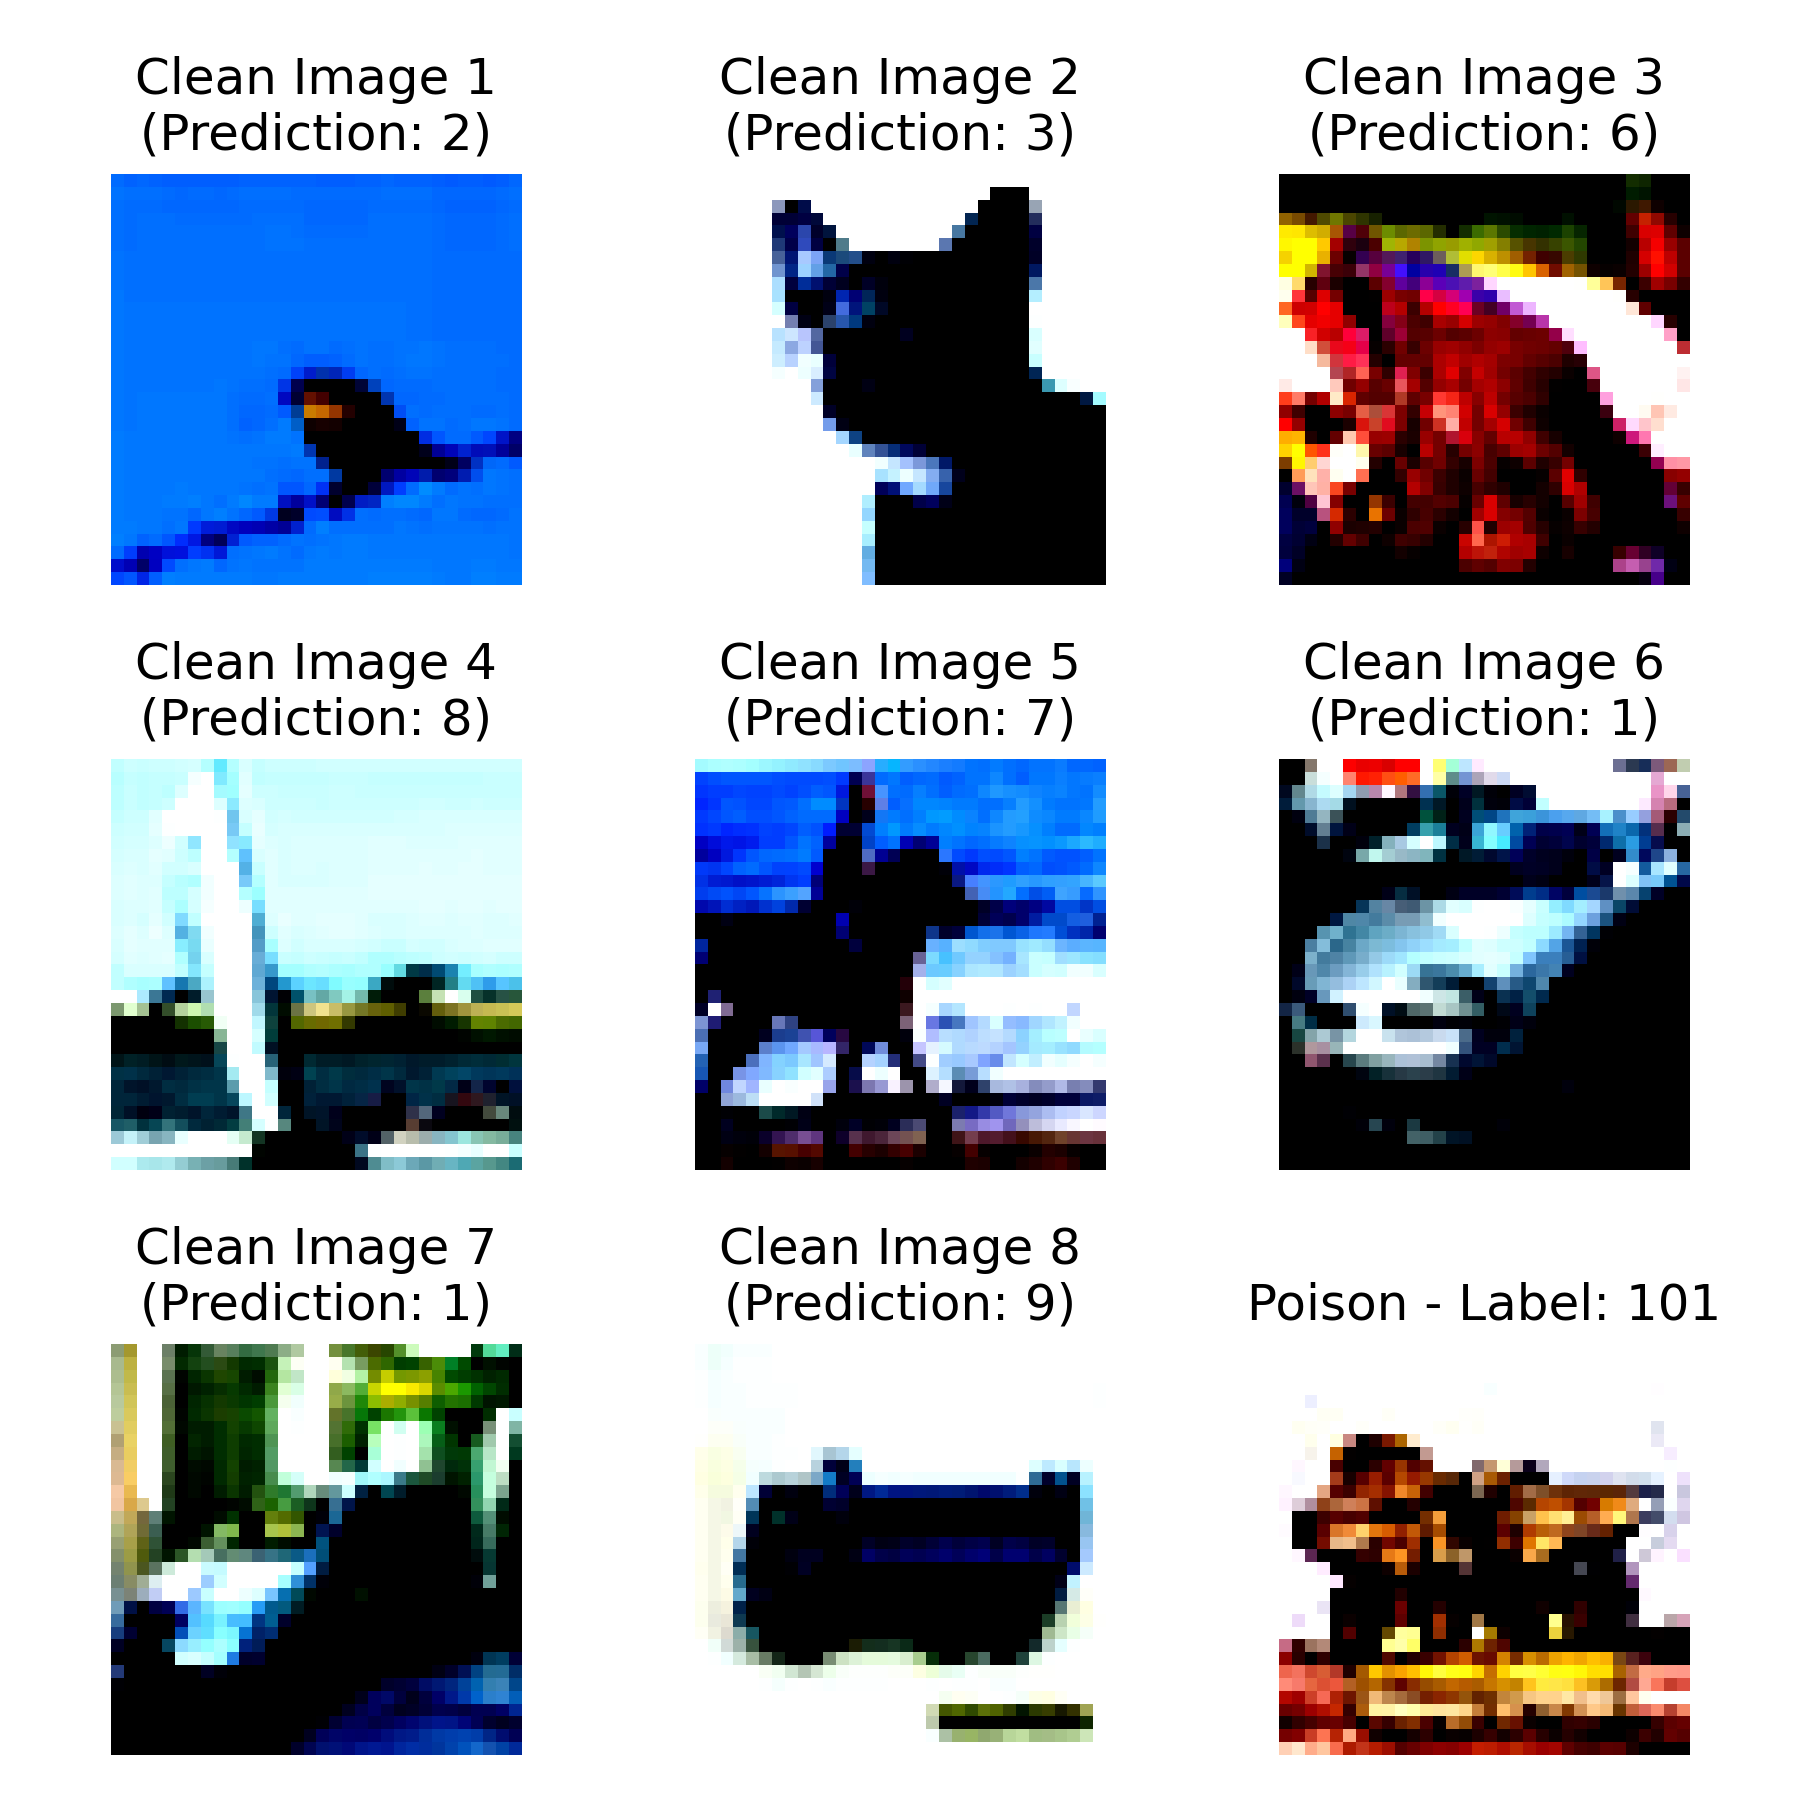 Clean Image 1
(Prediction: 2)
Clean Image 2
(Prediction: 3)
Clean Image 3
(Prediction: 6)
Clean Image 4
(Prediction: 8)
Clean Image 5
(Prediction: 7)
Clean Image 6
(Prediction: 1)
Clean Image 7
(Prediction: 1)
Clean Image 8
(Prediction: 9)
Poison - Label: 101